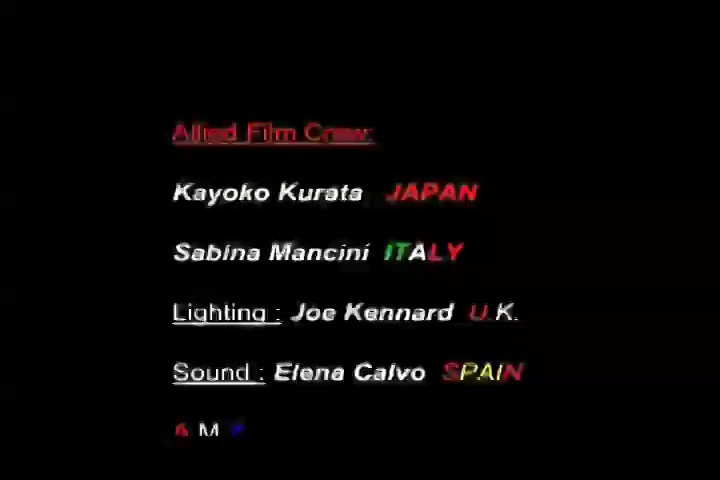 Allied Film Crew:
Kayoko Kurata JAPAN
Sabina Mancini ITALY
Lighting : Joe Kennard U.K.
Sound : Elena Calvo SPAIN